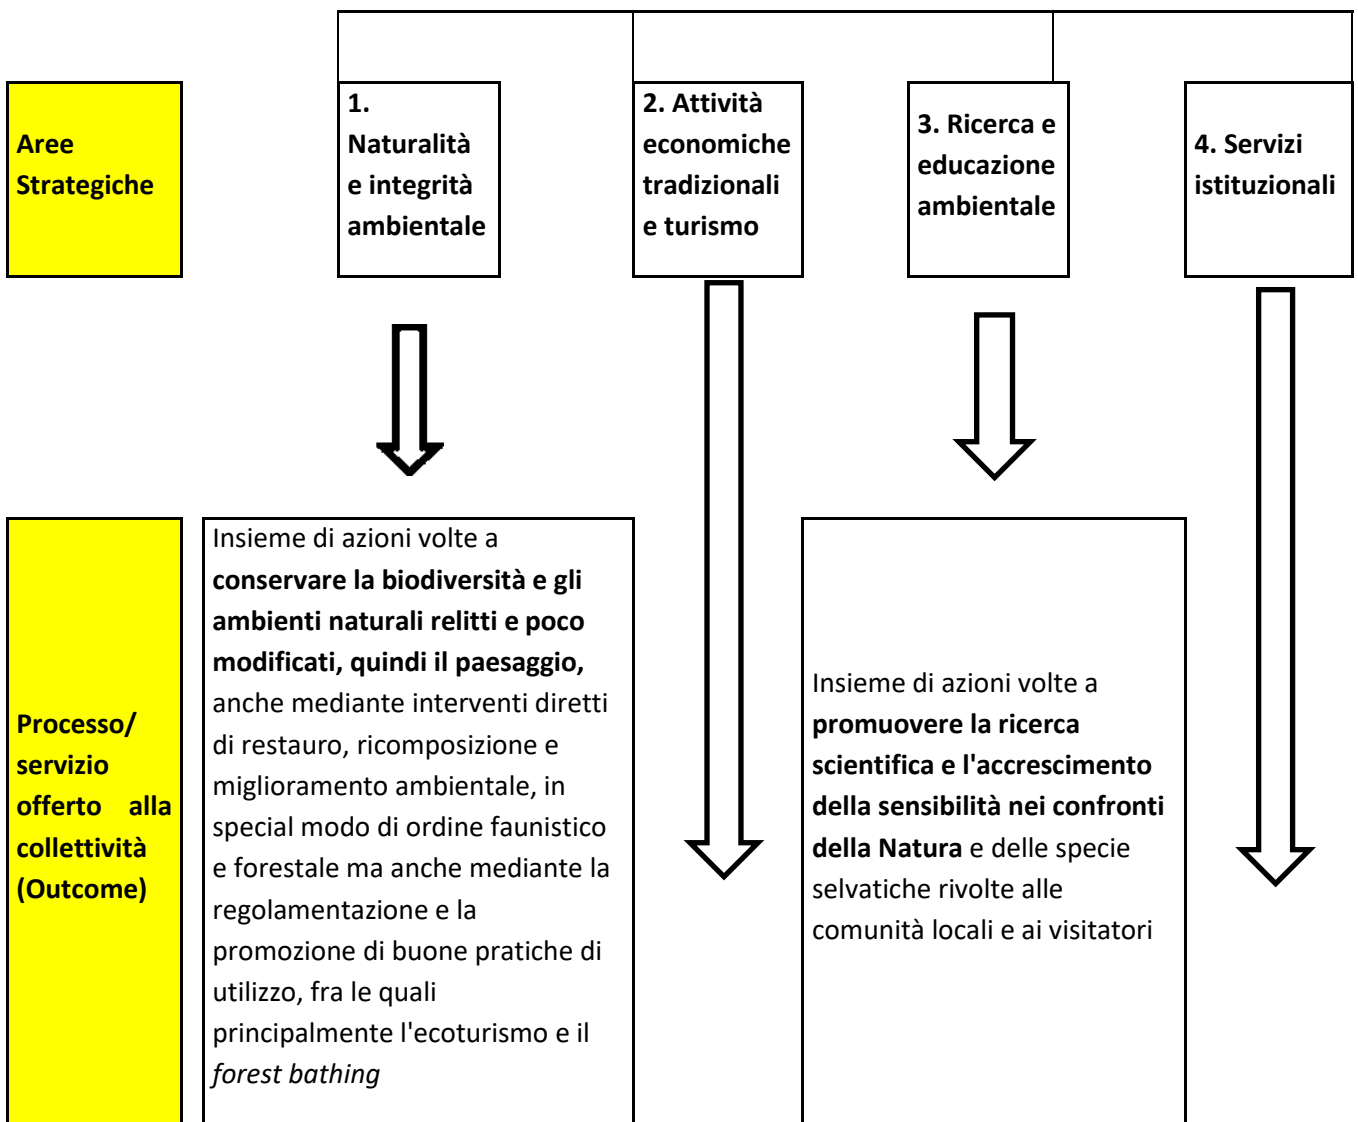 Aree
Strategiche
1.
Naturalità
e integrità
ambientale
2. Attività
economiche
tradizionali
e turismo
3. Ricerca e
educazione
ambientale
4. Servizi
istituzionali
Processo/
servizio
offerto alla
collettività
(Outcome)
Insieme di azioni volte a
conservare la biodiversità e gli
ambienti naturali relitti e poco
modificati, quindi il paesaggio,
anche mediante interventi diretti
di restauro, ricomposizione e
miglioramento ambientale, in
special modo di ordine faunistico
e forestale ma anche mediante la
regolamentazione e la
promozione di buone pratiche di
utilizzo, fra le quali
principalmente l'ecoturismo e il
forest bathing
Insieme di azioni volte a
promuovere la ricerca
scientifica e l'accrescimento
della sensibilità nei confronti
della Natura e delle specie
selvatiche rivolte alle
comunità locali e ai visitatori